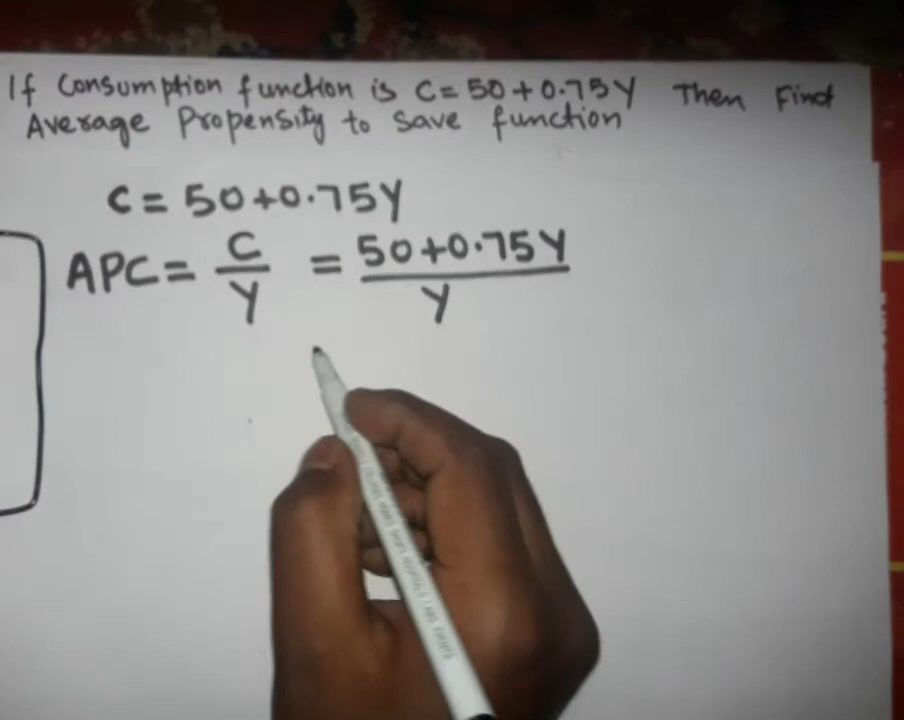 If Consumption function is C = 50 + 0.75Y Then Find
Average Propensity to Save function
C = 50+0.75Y
APC = C/Y = 50+0.75Y/Y